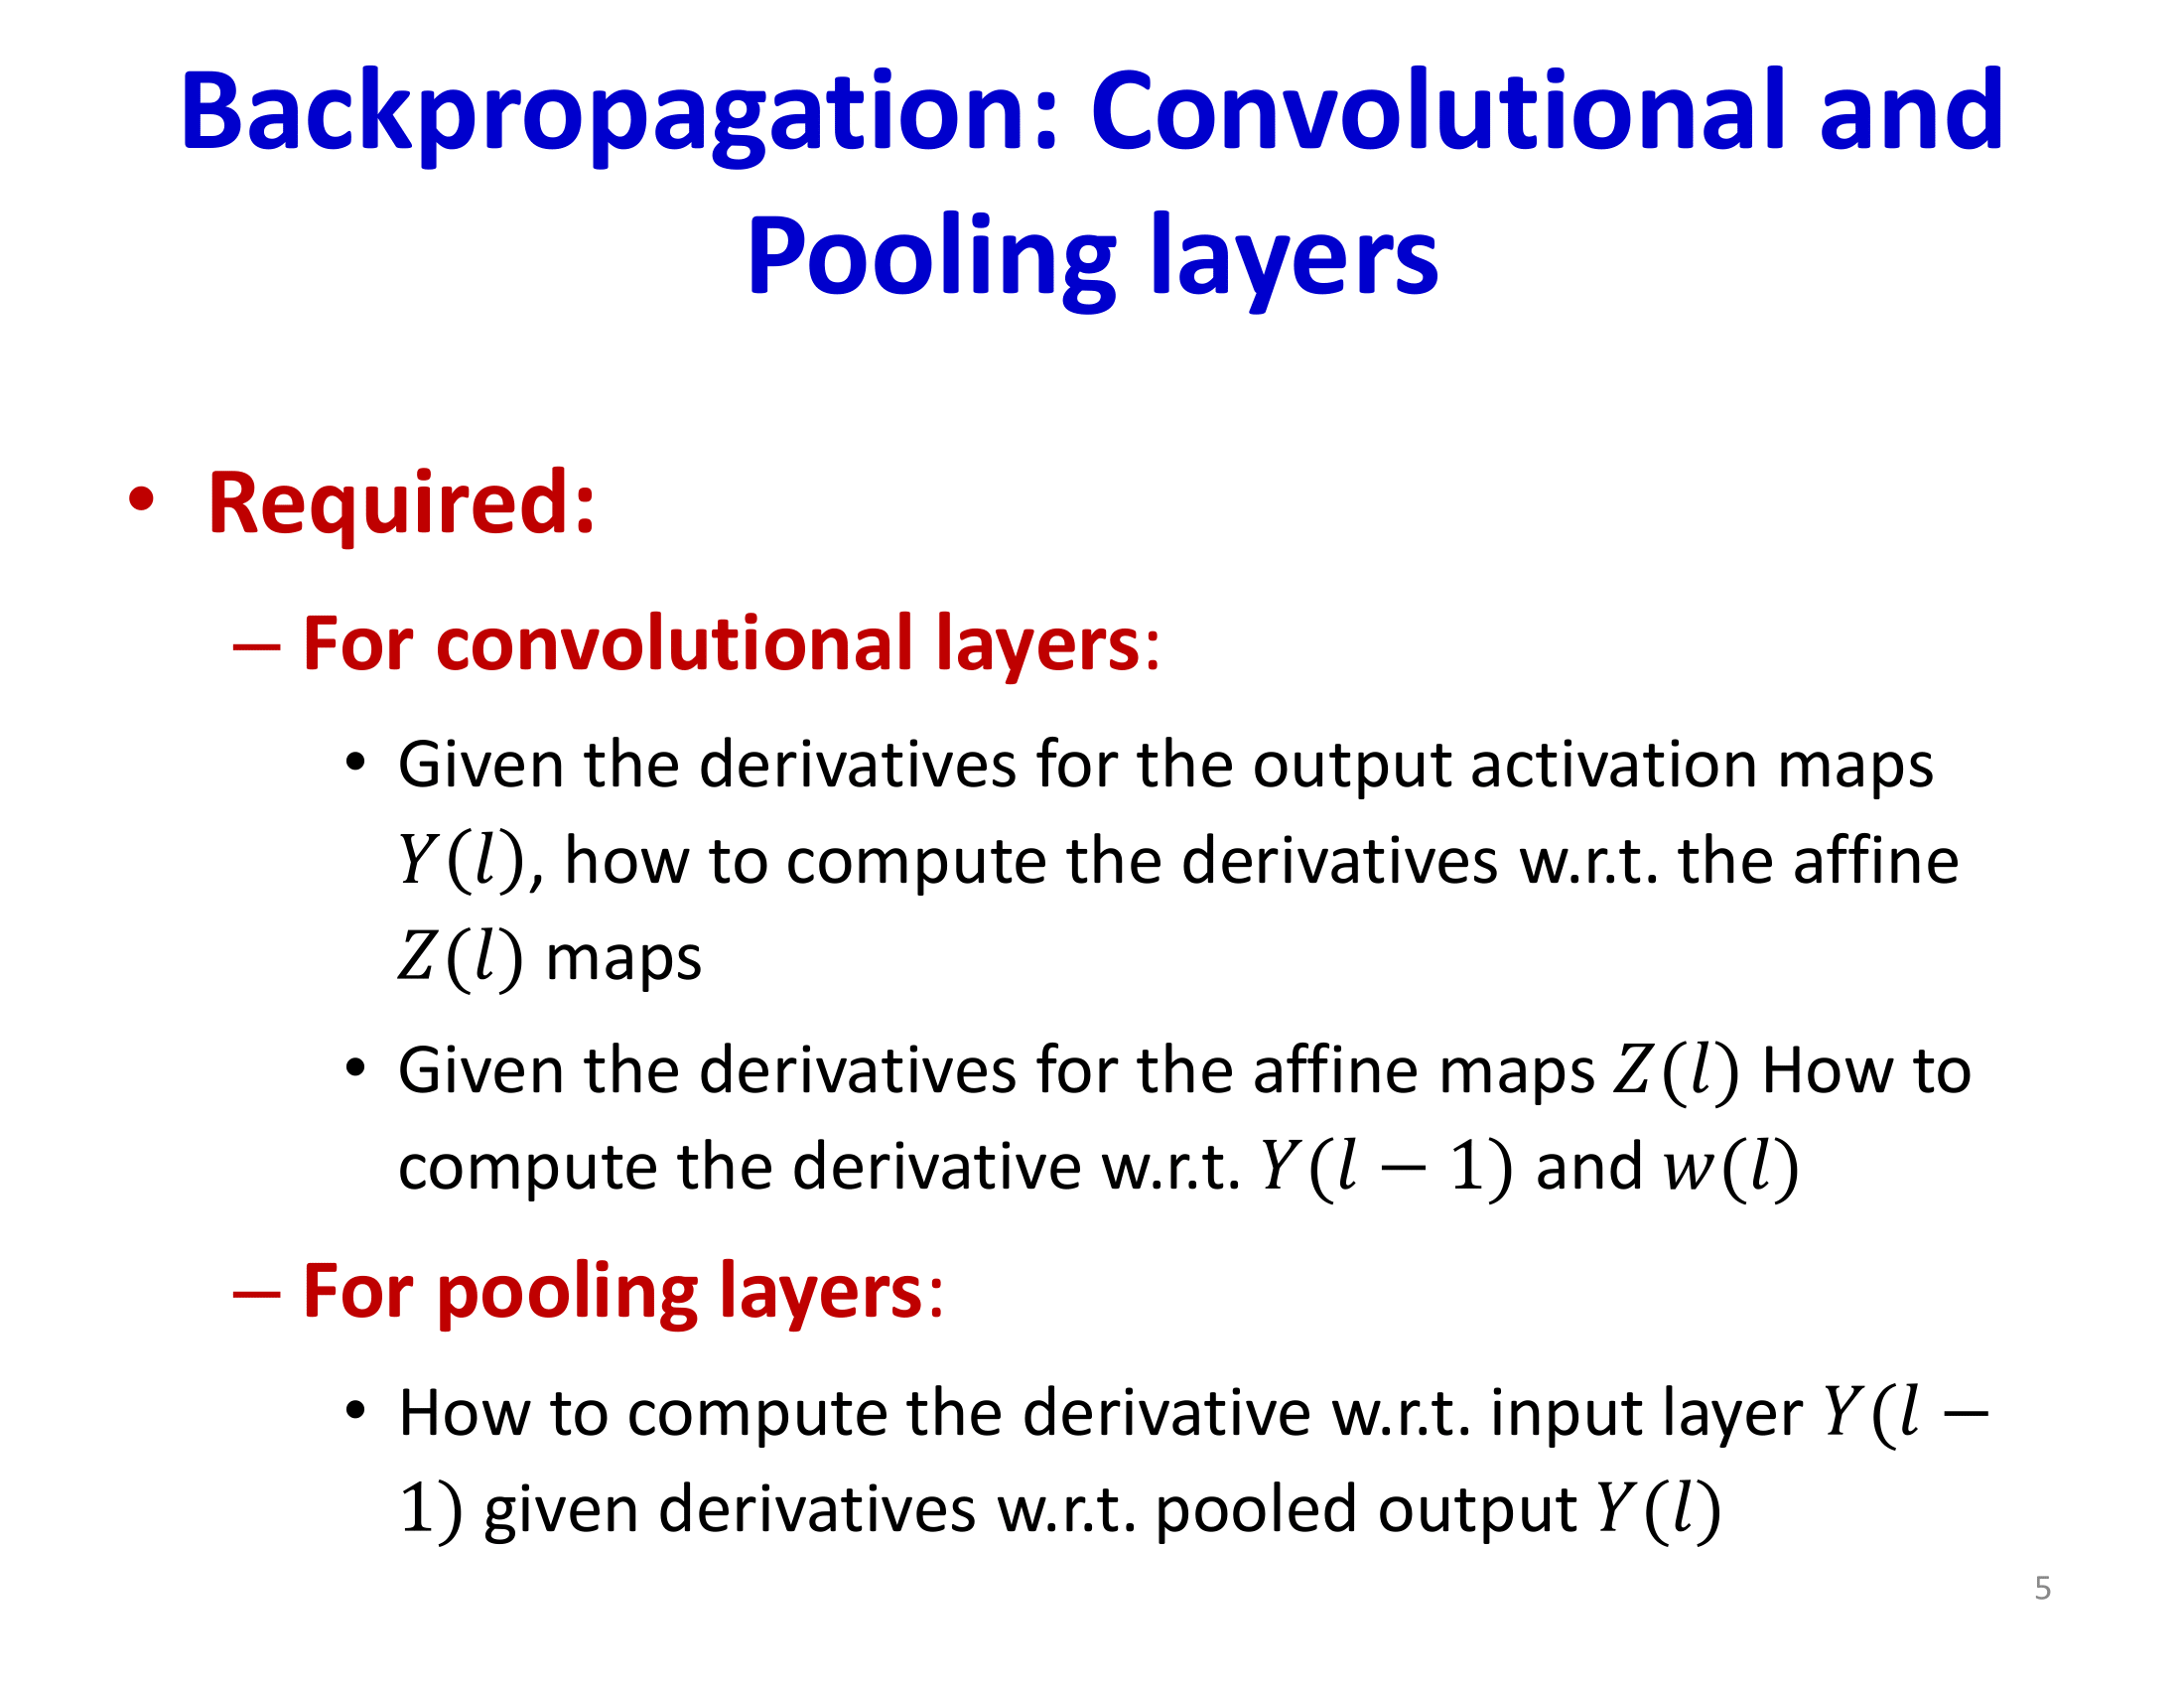 Backpropagation: Convolutional and
Pooling layers
• Required:
– For convolutional layers:
• Given the derivatives for the output activation maps
Y(l), how to compute the derivatives w.r.t. the affine
Z(l) maps
• Given the derivatives for the affine maps Z(l) How to
compute the derivative w.r.t. Y(l − 1) and w(l)
– For pooling layers:
• How to compute the derivative w.r.t. input layer Y(l −
1) given derivatives w.r.t. pooled output Y(l)
5